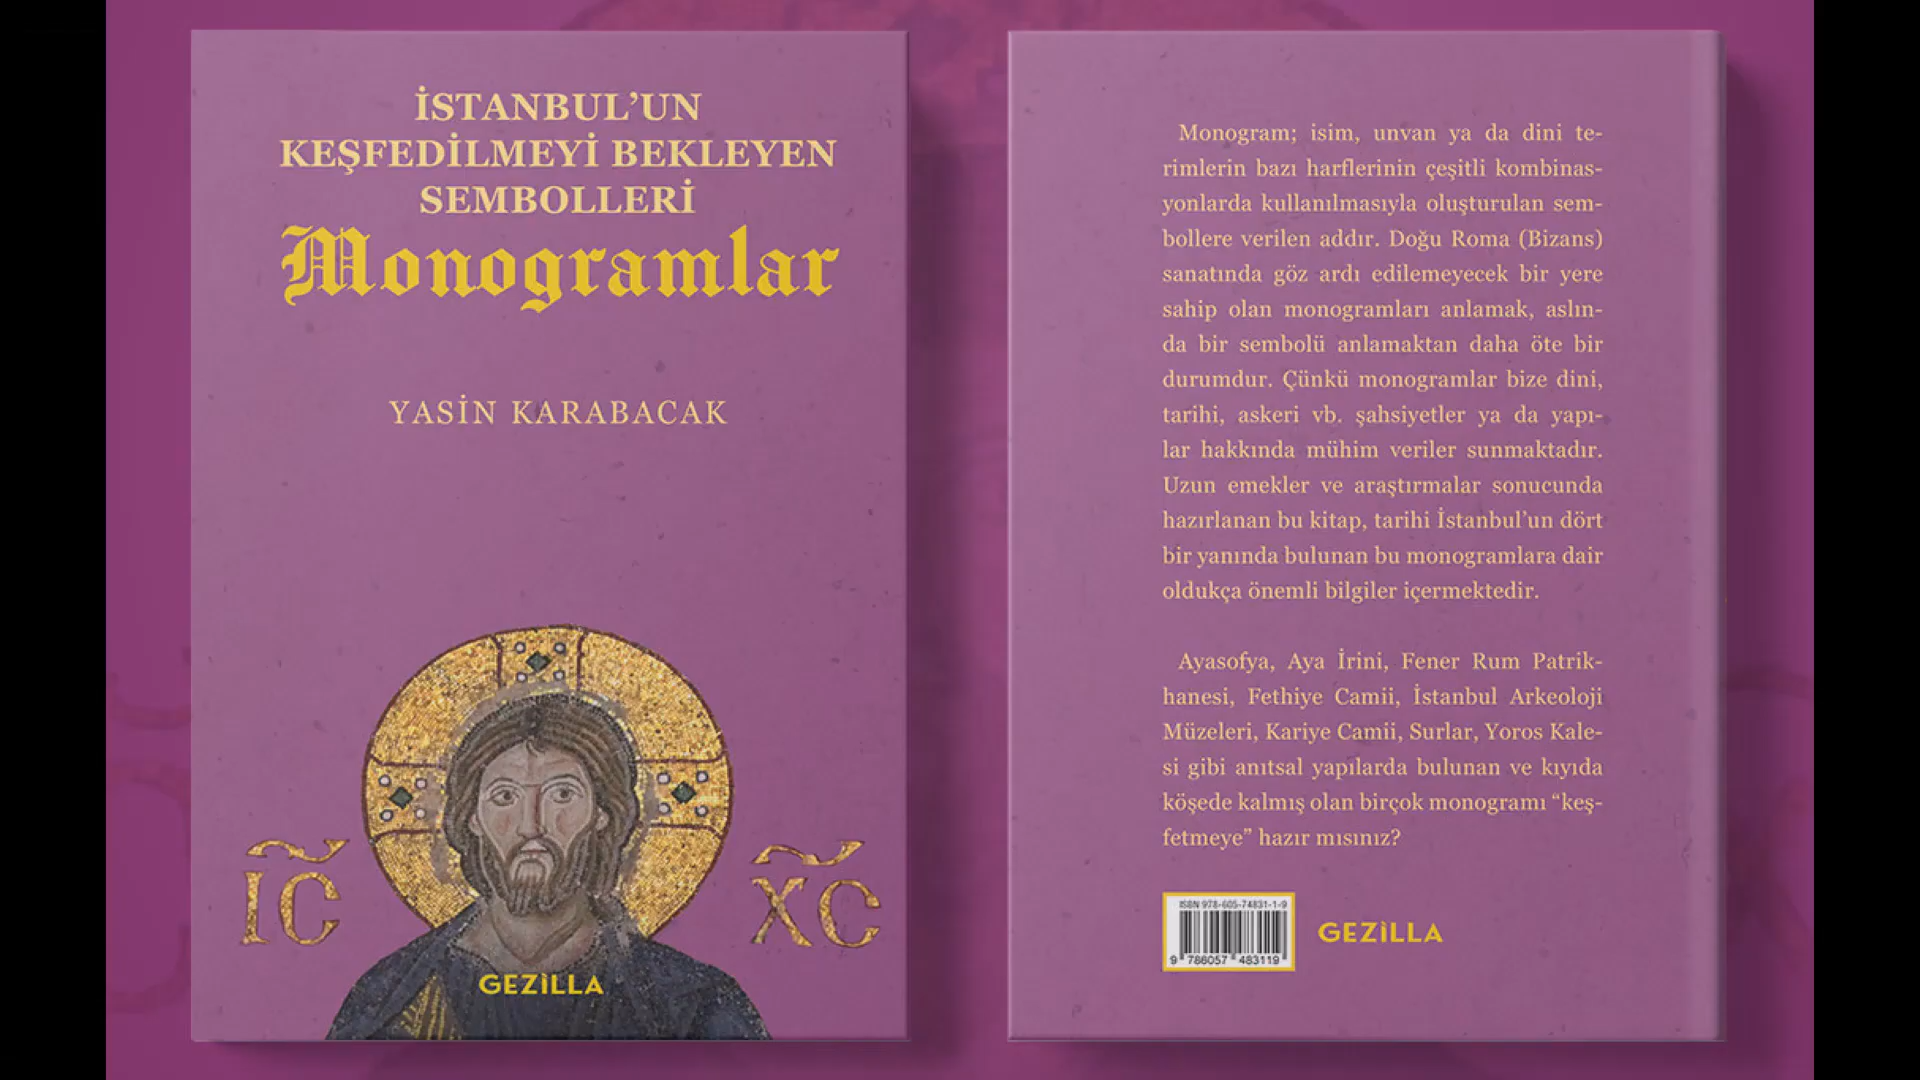 İSTANBUL’UN
KEŞFEDİLMEYİ BEKLEYEN
SEMBOLLERİ
Monogramlar
YASİN KARABACAK
IC
XC
GEZİLLA
Monogram; isim, unvan ya da dini te-
rimlerin bazı harflerinin çeşitli kombinas-
yonlarda kullanılmasıyla oluşturulan sem-
bollere verilen addır. Doğu Roma (Bizans)
sanatında göz ardı edilemeyecek bir yere
sahip olan monogramları anlamak, aslın-
da bir sembolü anlamaktan daha öte bir
durumdur. Çünkü monogramlar bize dini,
tarihi, askeri vb. şahsiyetler ya da yapı-
lar hakkında mühim veriler sunmaktadır.
Uzun emekler ve araştırmalar sonucunda
hazırlanan bu kitap, tarihi İstanbul’un dört
bir yanında bulunan bu monogramlara dair
oldukça önemli bilgiler içermektedir.
Ayasofya, Aya İrini, Fener Rum Patrik-
hanesi, Fethiye Camii, İstanbul Arkeoloji
Müzeleri, Kariye Camii, Surlar, Yoros Kale-
si gibi anıtsal yapılarda bulunan ve kıyıda
köşede kalmış olan birçok monogramı “keş-
fetmeye” hazır mısınız?
ISBN 978-605-74831-1-9
9 786057 483119
GEZİLLA